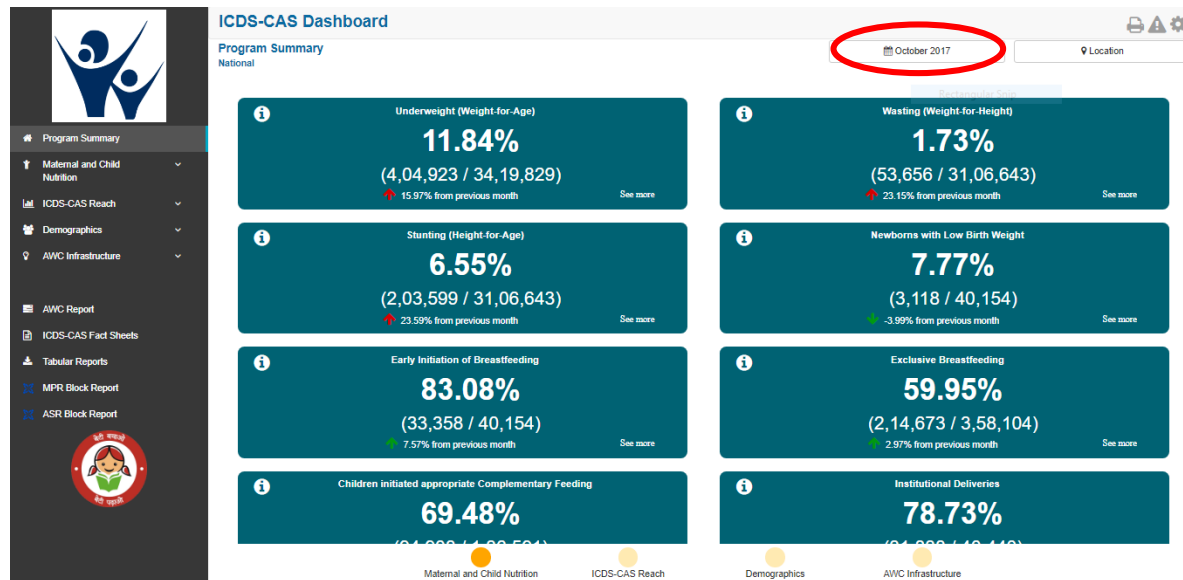 ICDS-CAS Dashboard
Program Summary
National
October 2017
Location
Rectangular Snip
Program Summary
Maternal and Child
Nutrition
ICDS-CAS Reach
Demographics
AWC Infrastructure
AWC Report
ICDS-CAS Fact Sheets
Tabular Reports
MPR Block Report
ASR Block Report
बेटी बचाओ
बेटी पढ़ाओ
Underweight (Weight-for-Age)
11.84%
(4,04,923 / 34,19,829)
15.97% from previous month
See more
Wasting (Weight-for-Height)
1.73%
(53,656 / 31,06,643)
23.15% from previous month
See more
Stunting (Height-for-Age)
6.55%
(2,03,599 / 31,06,643)
23.59% from previous month
See more
Newborns with Low Birth Weight
7.77%
(3,118 / 40,154)
-3.99% from previous month
See more
Early Initiation of Breastfeeding
83.08%
(33,358 / 40,154)
7.57% from previous month
See more
Exclusive Breastfeeding
59.95%
(2,14,673 / 3,58,104)
2.97% from previous month
See more
Children initiated appropriate Complementary Feeding
69.48%
Institutional Deliveries
78.73%
Maternal and Child Nutrition
ICDS-CAS Reach
Demographics
AWC Infrastructure